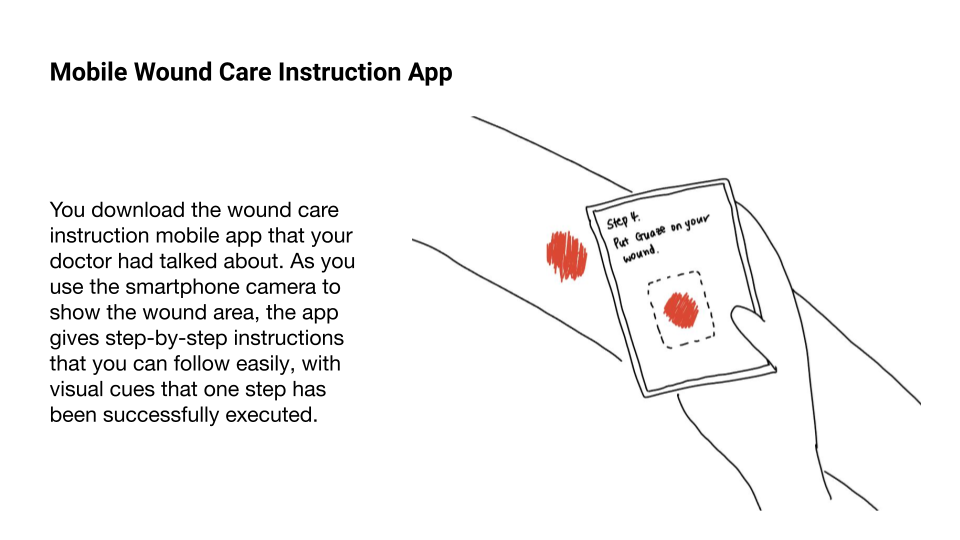 Mobile Wound Care Instruction App
You download the wound care
instruction mobile app that your
doctor had talked about. As you
use the smartphone camera to
show the wound area, the app
gives step-by-step instructions
that you can follow easily, with
visual cues that one step has
been successfully executed.
Step 4.
Put Guaze on your
wound.